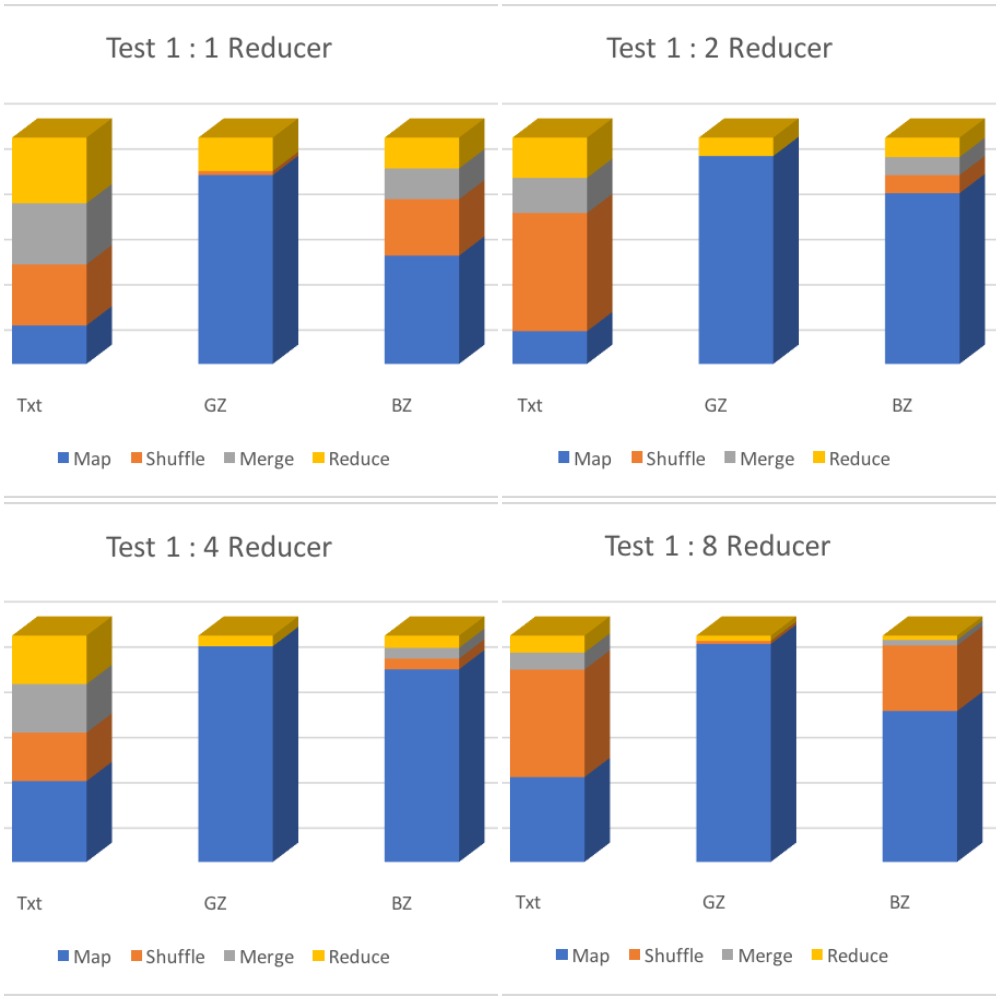 Test 1 : 1 Reducer
Txt GZ BZ
Map Shuffle Merge Reduce
Test 1 : 2 Reducer
Txt GZ BZ
Map Shuffle Merge Reduce
Test 1 : 4 Reducer
Txt GZ BZ
Map Shuffle Merge Reduce
Test 1 : 8 Reducer
Txt GZ BZ
Map Shuffle Merge Reduce